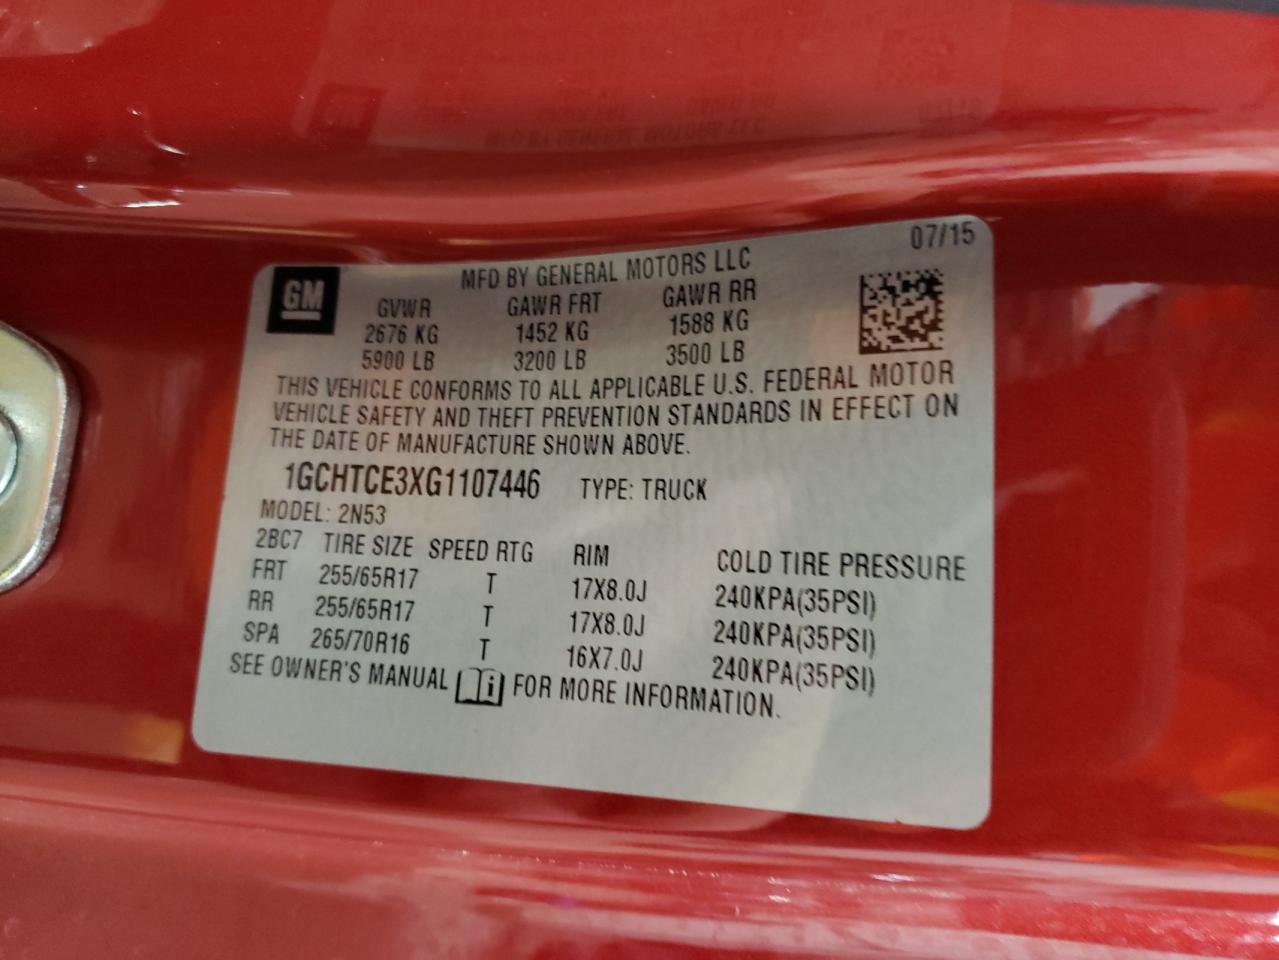 07/15
GM
MFD BY GENERAL MOTORS LLC
GVWR GAWR FRT GAWR RR
2676 KG 1452 KG 1588 KG
5900 LB 3200 LB 3500 LB
THIS VEHICLE CONFORMS TO ALL APPLICABLE U.S. FEDERAL MOTOR
VEHICLE SAFETY AND THEFT PREVENTION STANDARDS IN EFFECT ON
THE DATE OF MANUFACTURE SHOWN ABOVE.
1GCHTCE3XG1107446 TYPE: TRUCK
MODEL: 2N53
2BC7 TIRE SIZE SPEED RTG RIM COLD TIRE PRESSURE
FRT 255/65R17 T 17X8.0J 240KPA(35PSI)
RR 255/65R17 T 17X8.0J 240KPA(35PSI)
SPA 265/70R16 T 16X7.0J 240KPA(35PSI)
SEE OWNER'S MANUAL FOR MORE INFORMATION.